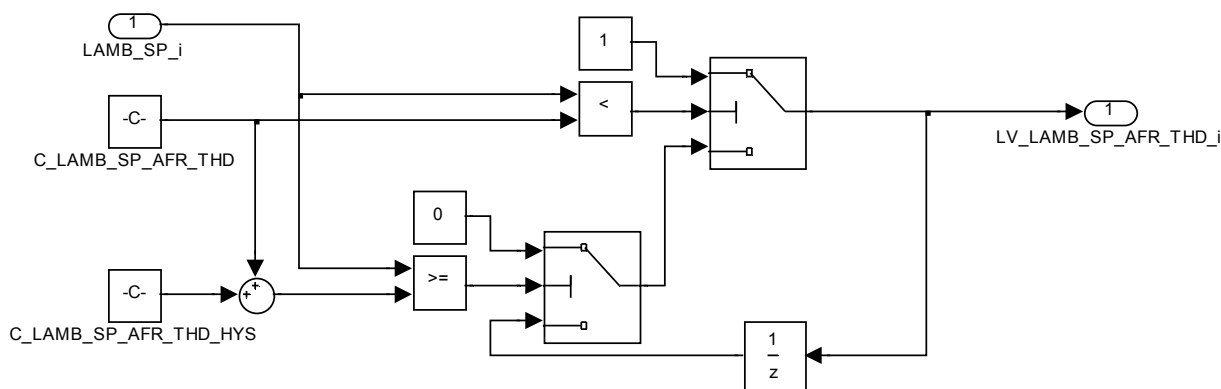 1
LAMB_SP_i
1
<
-C-
C_LAMB_SP_AFR_THD
1
LV_LAMB_SP_AFR_THD_i
0
>=
-C-
C_LAMB_SP_AFR_THD_HYS
+
+
1
z